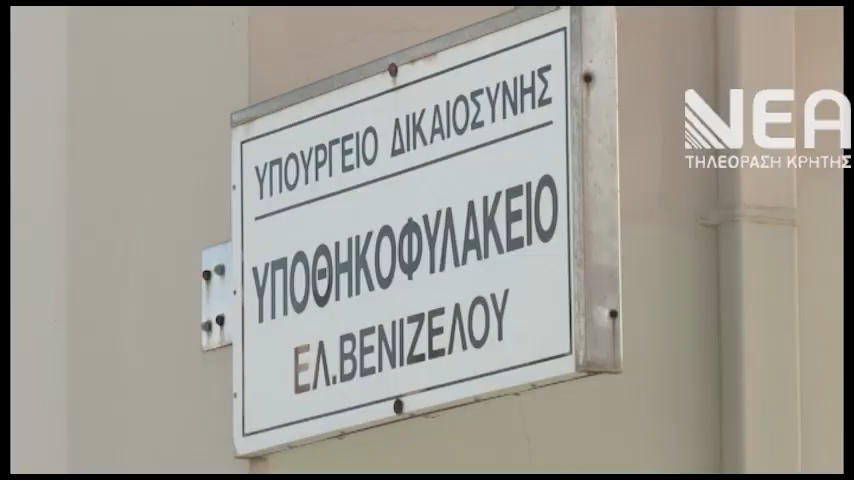 ΥΠΟΥΡΓΕΙΟ ΔΙΚΑΙΟΣΥΝΗΣ
ΥΠΟΘΗΚΟΦΥΛΑΚΕΙΟ
ΕΛ.ΒΕΝΙΖΕΛΟΥ
ΝΕΑ
ΤΗΛΕΟΡΑΣΗ ΚΡΗΤΗΣ